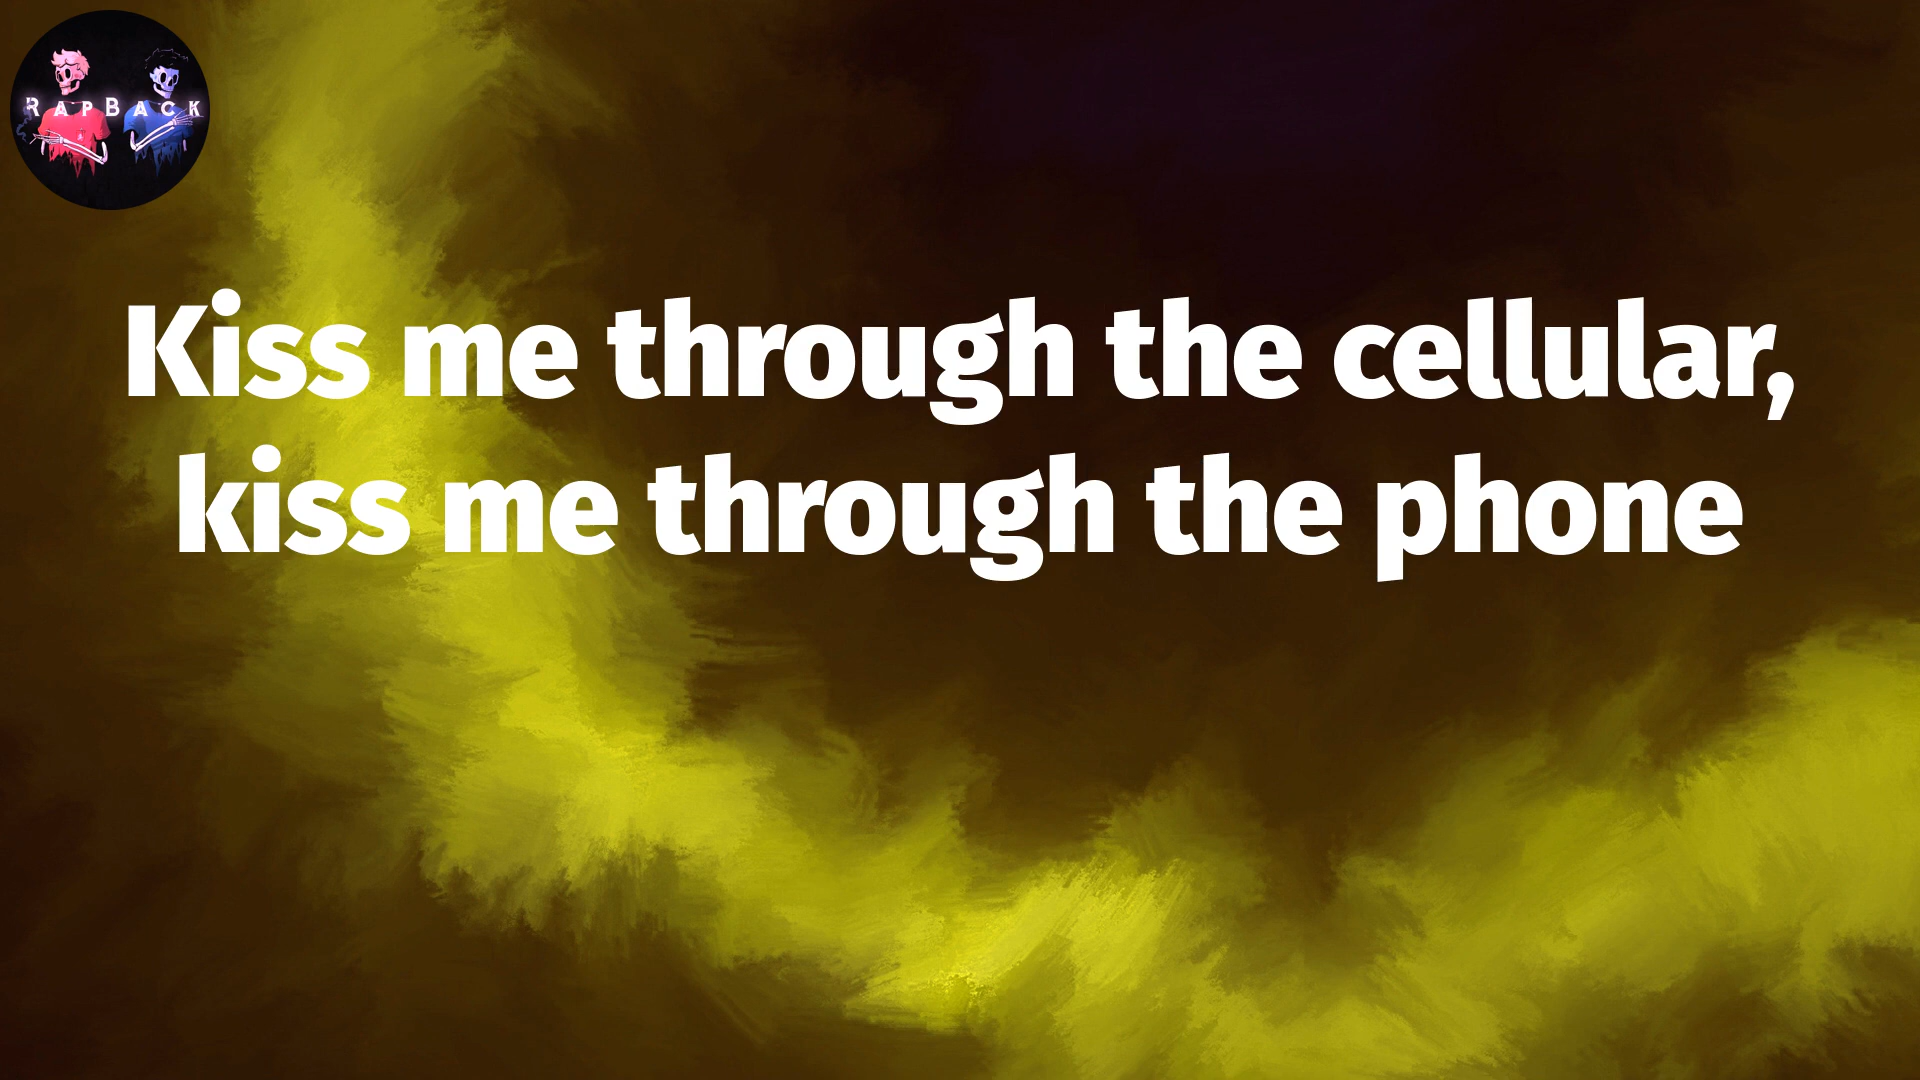 RAPBACK
Kiss me through the cellular,
kiss me through the phone